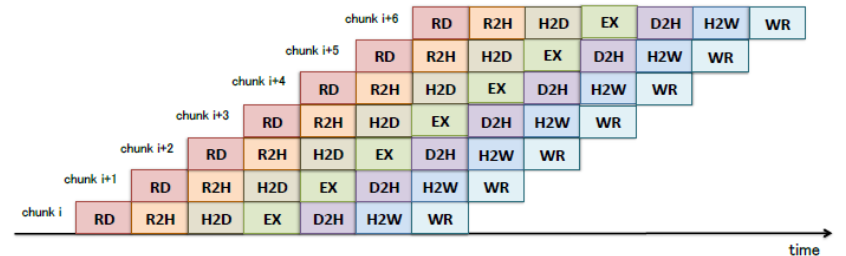 chunk i+6 RD R2H H2D EX D2H H2W WR
chunk i+5 RD R2H H2D EX D2H H2W WR
chunk i+4 RD R2H H2D EX D2H H2W WR
chunk i+3 RD R2H H2D EX D2H H2W WR
chunk i+2 RD R2H H2D EX D2H H2W WR
chunk i+1 RD R2H H2D EX D2H H2W WR
chunk i RD R2H H2D EX D2H H2W WR
time